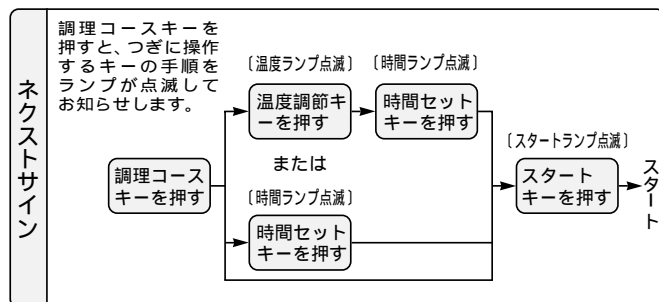 ネクストサイン
調理コースキーを
押すと、つぎに操作
するキーの手順を
ランプが点滅して
お知らせします。
〔温度ランプ点滅〕
〔時間ランプ点滅〕
温度調節キ
ーを押す
時間セット
キーを押す
または
〔スタートランプ点滅〕
調理コース
キーを押す
〔時間ランプ点滅〕
時間セット
キーを押す
スタート
キーを押す
スタート